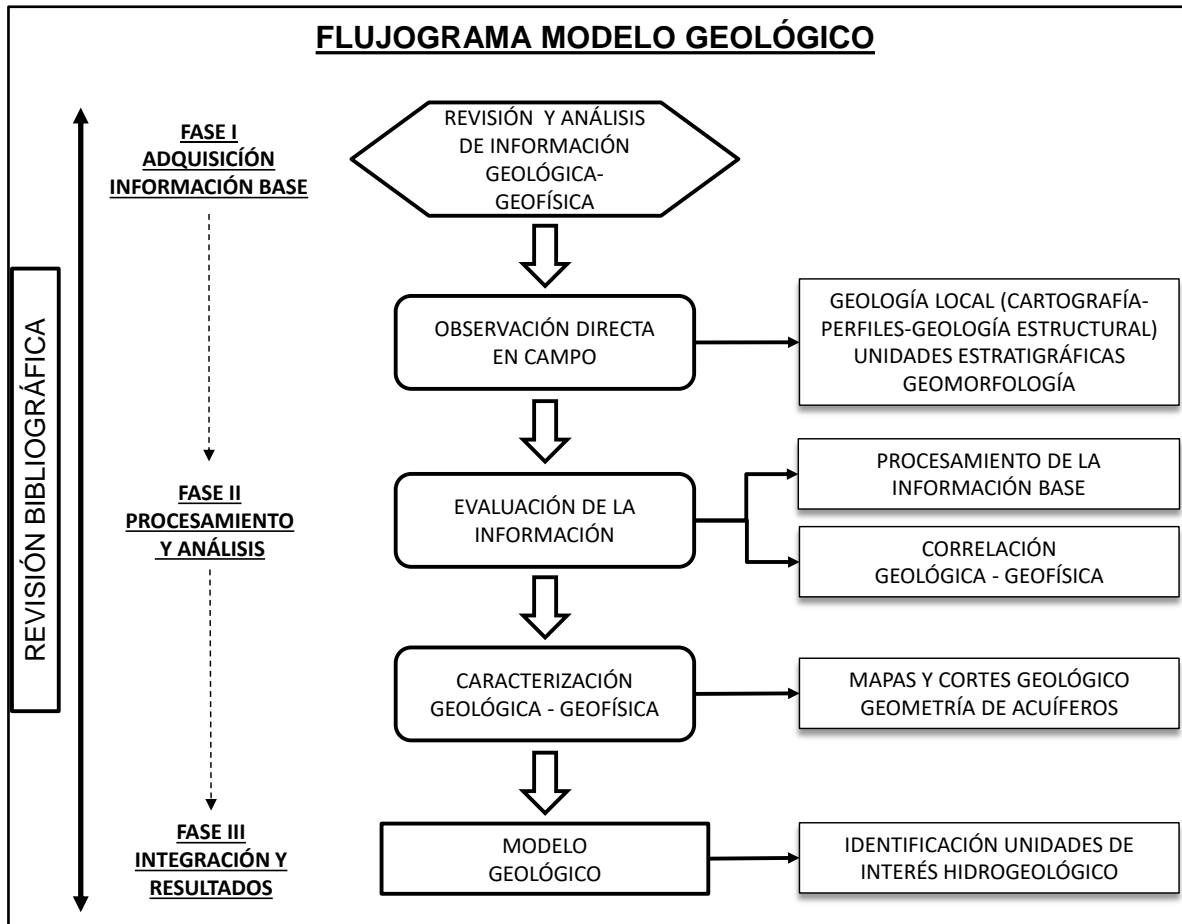 FLUJOGRAMA MODELO GEOLÓGICO
REVISIÓN BIBLIOGRÁFICA
FASE I
ADQUISICÍÓN
INFORMACIÓN BASE
FASE II
PROCESAMIENTO
Y ANÁLISIS
FASE III
INTEGRACIÓN Y
RESULTADOS
REVISIÓN Y ANÁLISIS
DE INFORMACIÓN
GEOLÓGICA-
GEOFÍSICA
OBSERVACIÓN DIRECTA
EN CAMPO
GEOLOGÍA LOCAL (CARTOGRAFÍA-
PERFILES-GEOLOGÍA ESTRUCTURAL)
UNIDADES ESTRATIGRÁFICAS
GEOMORFOLOGÍA
EVALUACIÓN DE LA
INFORMACIÓN
PROCESAMIENTO DE LA
INFORMACIÓN BASE
CORRELACIÓN
GEOLÓGICA - GEOFÍSICA
CARACTERIZACIÓN
GEOLÓGICA - GEOFÍSICA
MAPAS Y CORTES GEOLÓGICO
GEOMETRÍA DE ACUÍFEROS
MODELO
GEOLÓGICO
IDENTIFICACIÓN UNIDADES DE
INTERÉS HIDROGEOLÓGICO